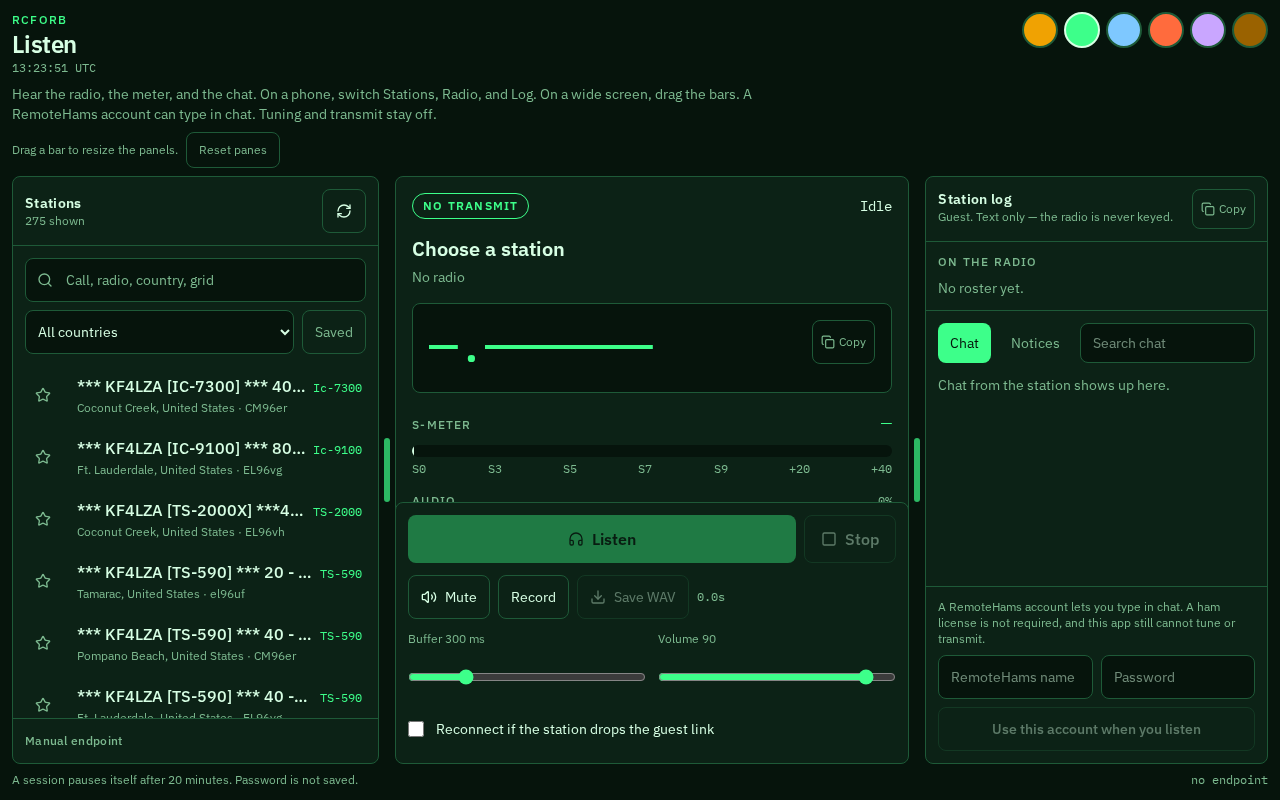 RCFORB
Listen
13:23:51 UTC
Hear the radio, the meter, and the chat. On a phone, switch Stations, Radio, and Log. On a wide screen, drag the bars. A
RemoteHams account can type in chat. Tuning and transmit stay off.
Drag a bar to resize the panels.
Reset panes
Stations
275 shown
Call, radio, country, grid
All countries
Saved
*** KF4LZA [IC-7300] *** 40... Ic-7300
Coconut Creek, United States · CM96er
*** KF4LZA [IC-9100] *** 80... Ic-9100
Ft. Lauderdale, United States · EL96vg
*** KF4LZA [TS-2000X] ***4... TS-2000
Coconut Creek, United States · EL96vh
*** KF4LZA [TS-590] *** 20 - ... TS-590
Tamarac, United States · el96uf
*** KF4LZA [TS-590] *** 40 - ... TS-590
Pompano Beach, United States · CM96er
*** KF4LZA [TS-590] *** 40 -... TS-590
Ft. Lauderdale, United States · EL96vg
Manual endpoint
NO TRANSMIT
Idle
Choose a station
No radio
—.———
Copy
S-METER —
S0 S3 S5 S7 S9 +20 +40
AUDIO 0%
Listen
Stop
Mute
Record
Save WAV
0.0s
Buffer 300 ms
Volume 90
Reconnect if the station drops the guest link
Station log
Guest. Text only — the radio is never keyed.
Copy
ON THE RADIO
No roster yet.
Chat
Notices
Search chat
Chat from the station shows up here.
A RemoteHams account lets you type in chat. A ham
license is not required, and this app still cannot tune or
transmit.
RemoteHams name
Password
Use this account when you listen
A session pauses itself after 20 minutes. Password is not saved.
no endpoint